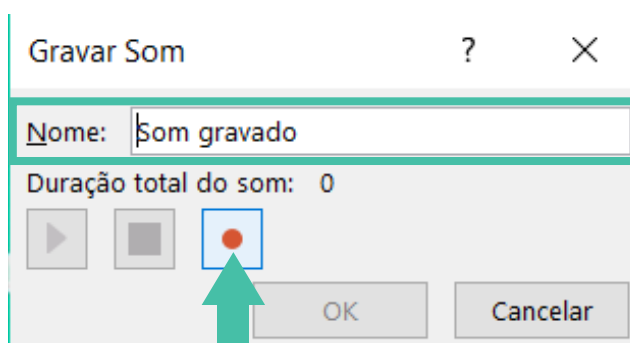 Gravar Som ? ×
Nome: Som gravado
Duração total do som: 0
OK Cancelar